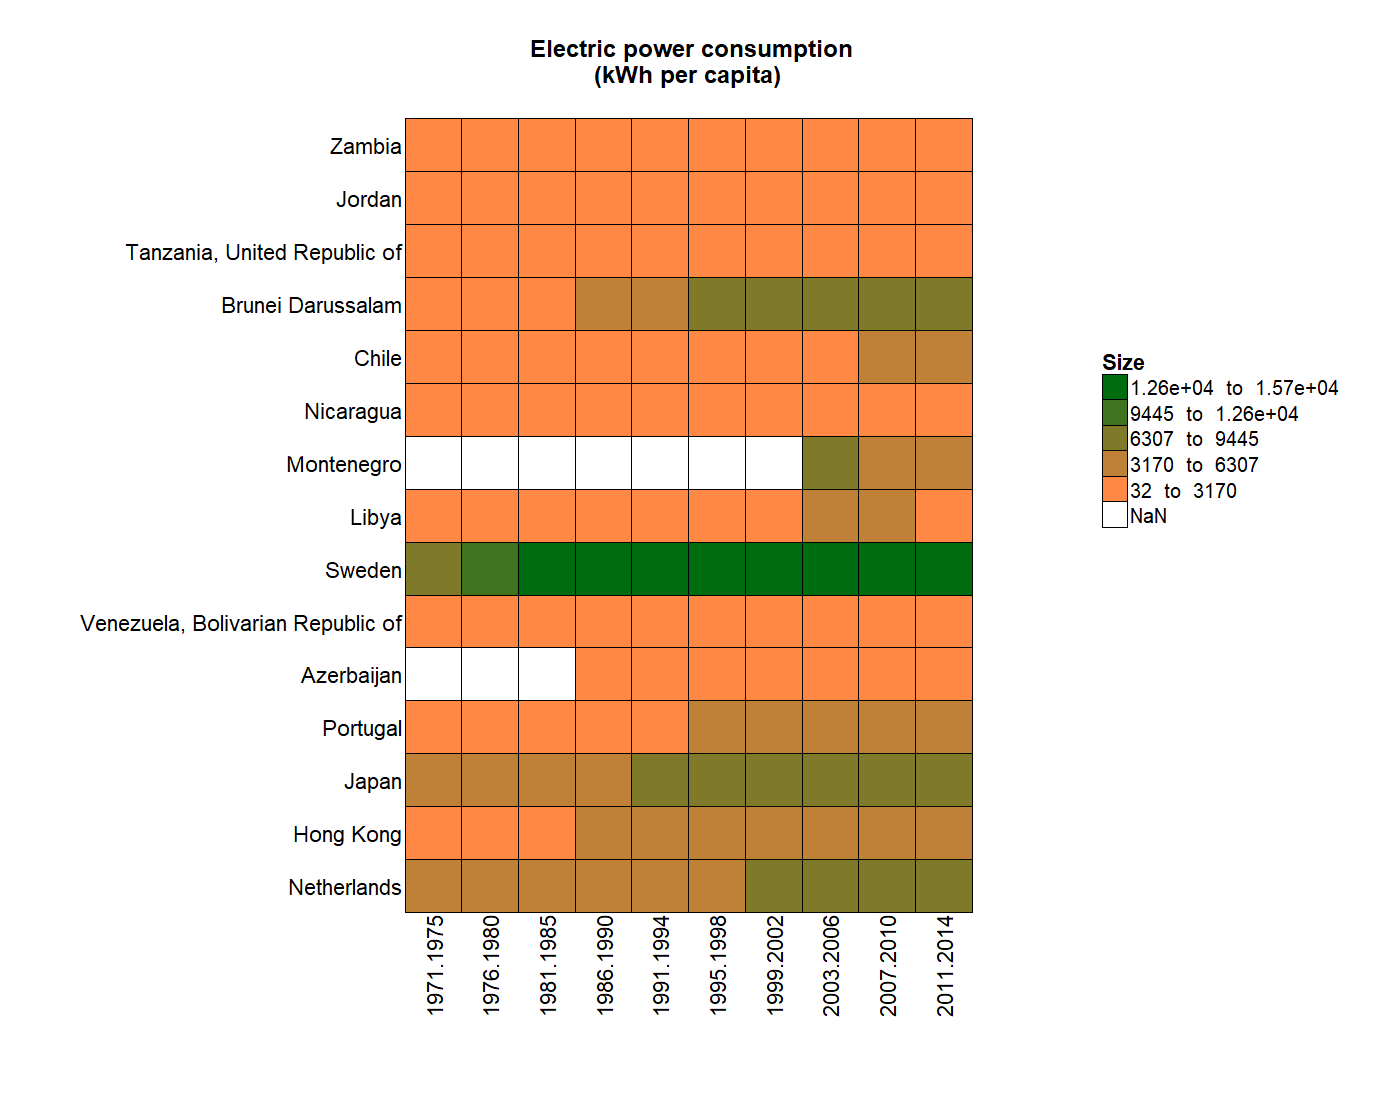 Electric power consumption
(kWh per capita)
Zambia
Jordan
Tanzania, United Republic of
Brunei Darussalam
Chile
Nicaragua
Montenegro
Libya
Sweden
Venezuela, Bolivarian Republic of
Azerbaijan
Portugal
Japan
Hong Kong
Netherlands
1971.1975
1976.1980
1981.1985
1986.1990
1991.1994
1995.1998
1999.2002
2003.2006
2007.2010
2011.2014
Size
1.26e+04 to 1.57e+04
9445 to 1.26e+04
6307 to 9445
3170 to 6307
32 to 3170
NaN